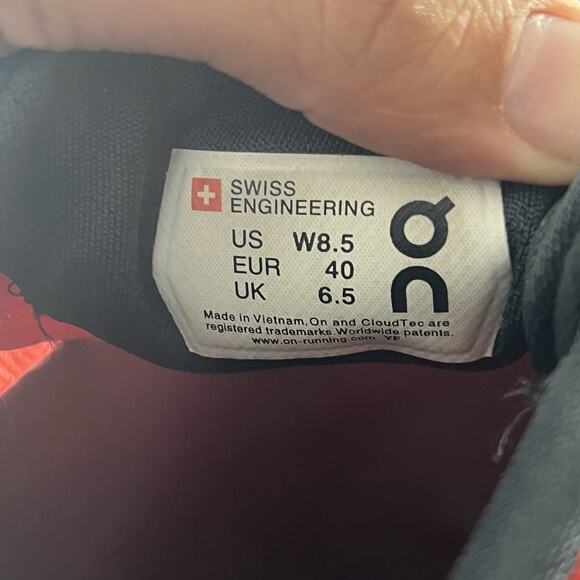 SWISS
ENGINEERING
US W8.5
EUR 40
UK 6.5
On
Made in Vietnam. On and CloudTec are
registered trademarks. Worldwide patents.
www.on-running.com YP